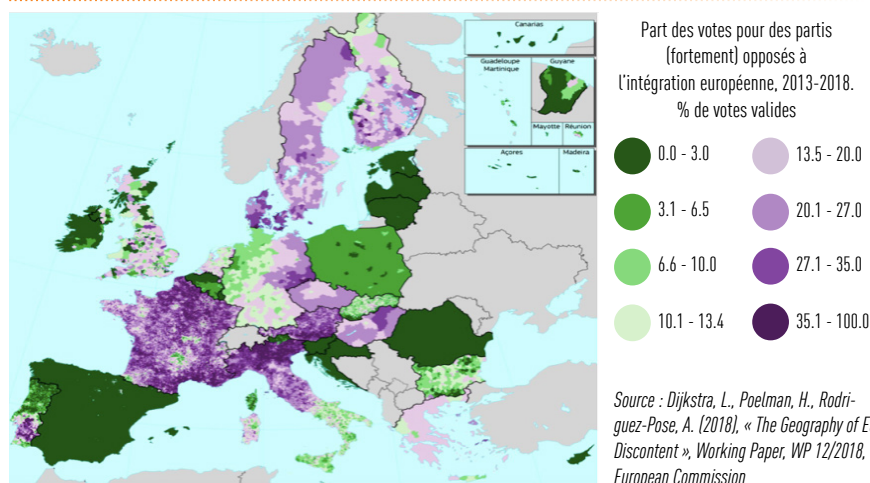 Canarias
Guadeloupe
Martinique
Guyane
Mayotte
Réunion
Açores
Madeira
Part des votes pour des partis
(fortement) opposés à
l'intégration européenne, 2013-2018.
% de votes valides
0.0 - 3.0
13.5 - 20.0
3.1 - 6.5
20.1 - 27.0
6.6 - 10.0
27.1 - 35.0
10.1 - 13.4
35.1 - 100.0
Source : Dijkstra, L., Poelman, H., Rodri-
guez-Pose, A. (2018), « The Geography of E
Discontent », Working Paper, WP 12/2018,
European Commission